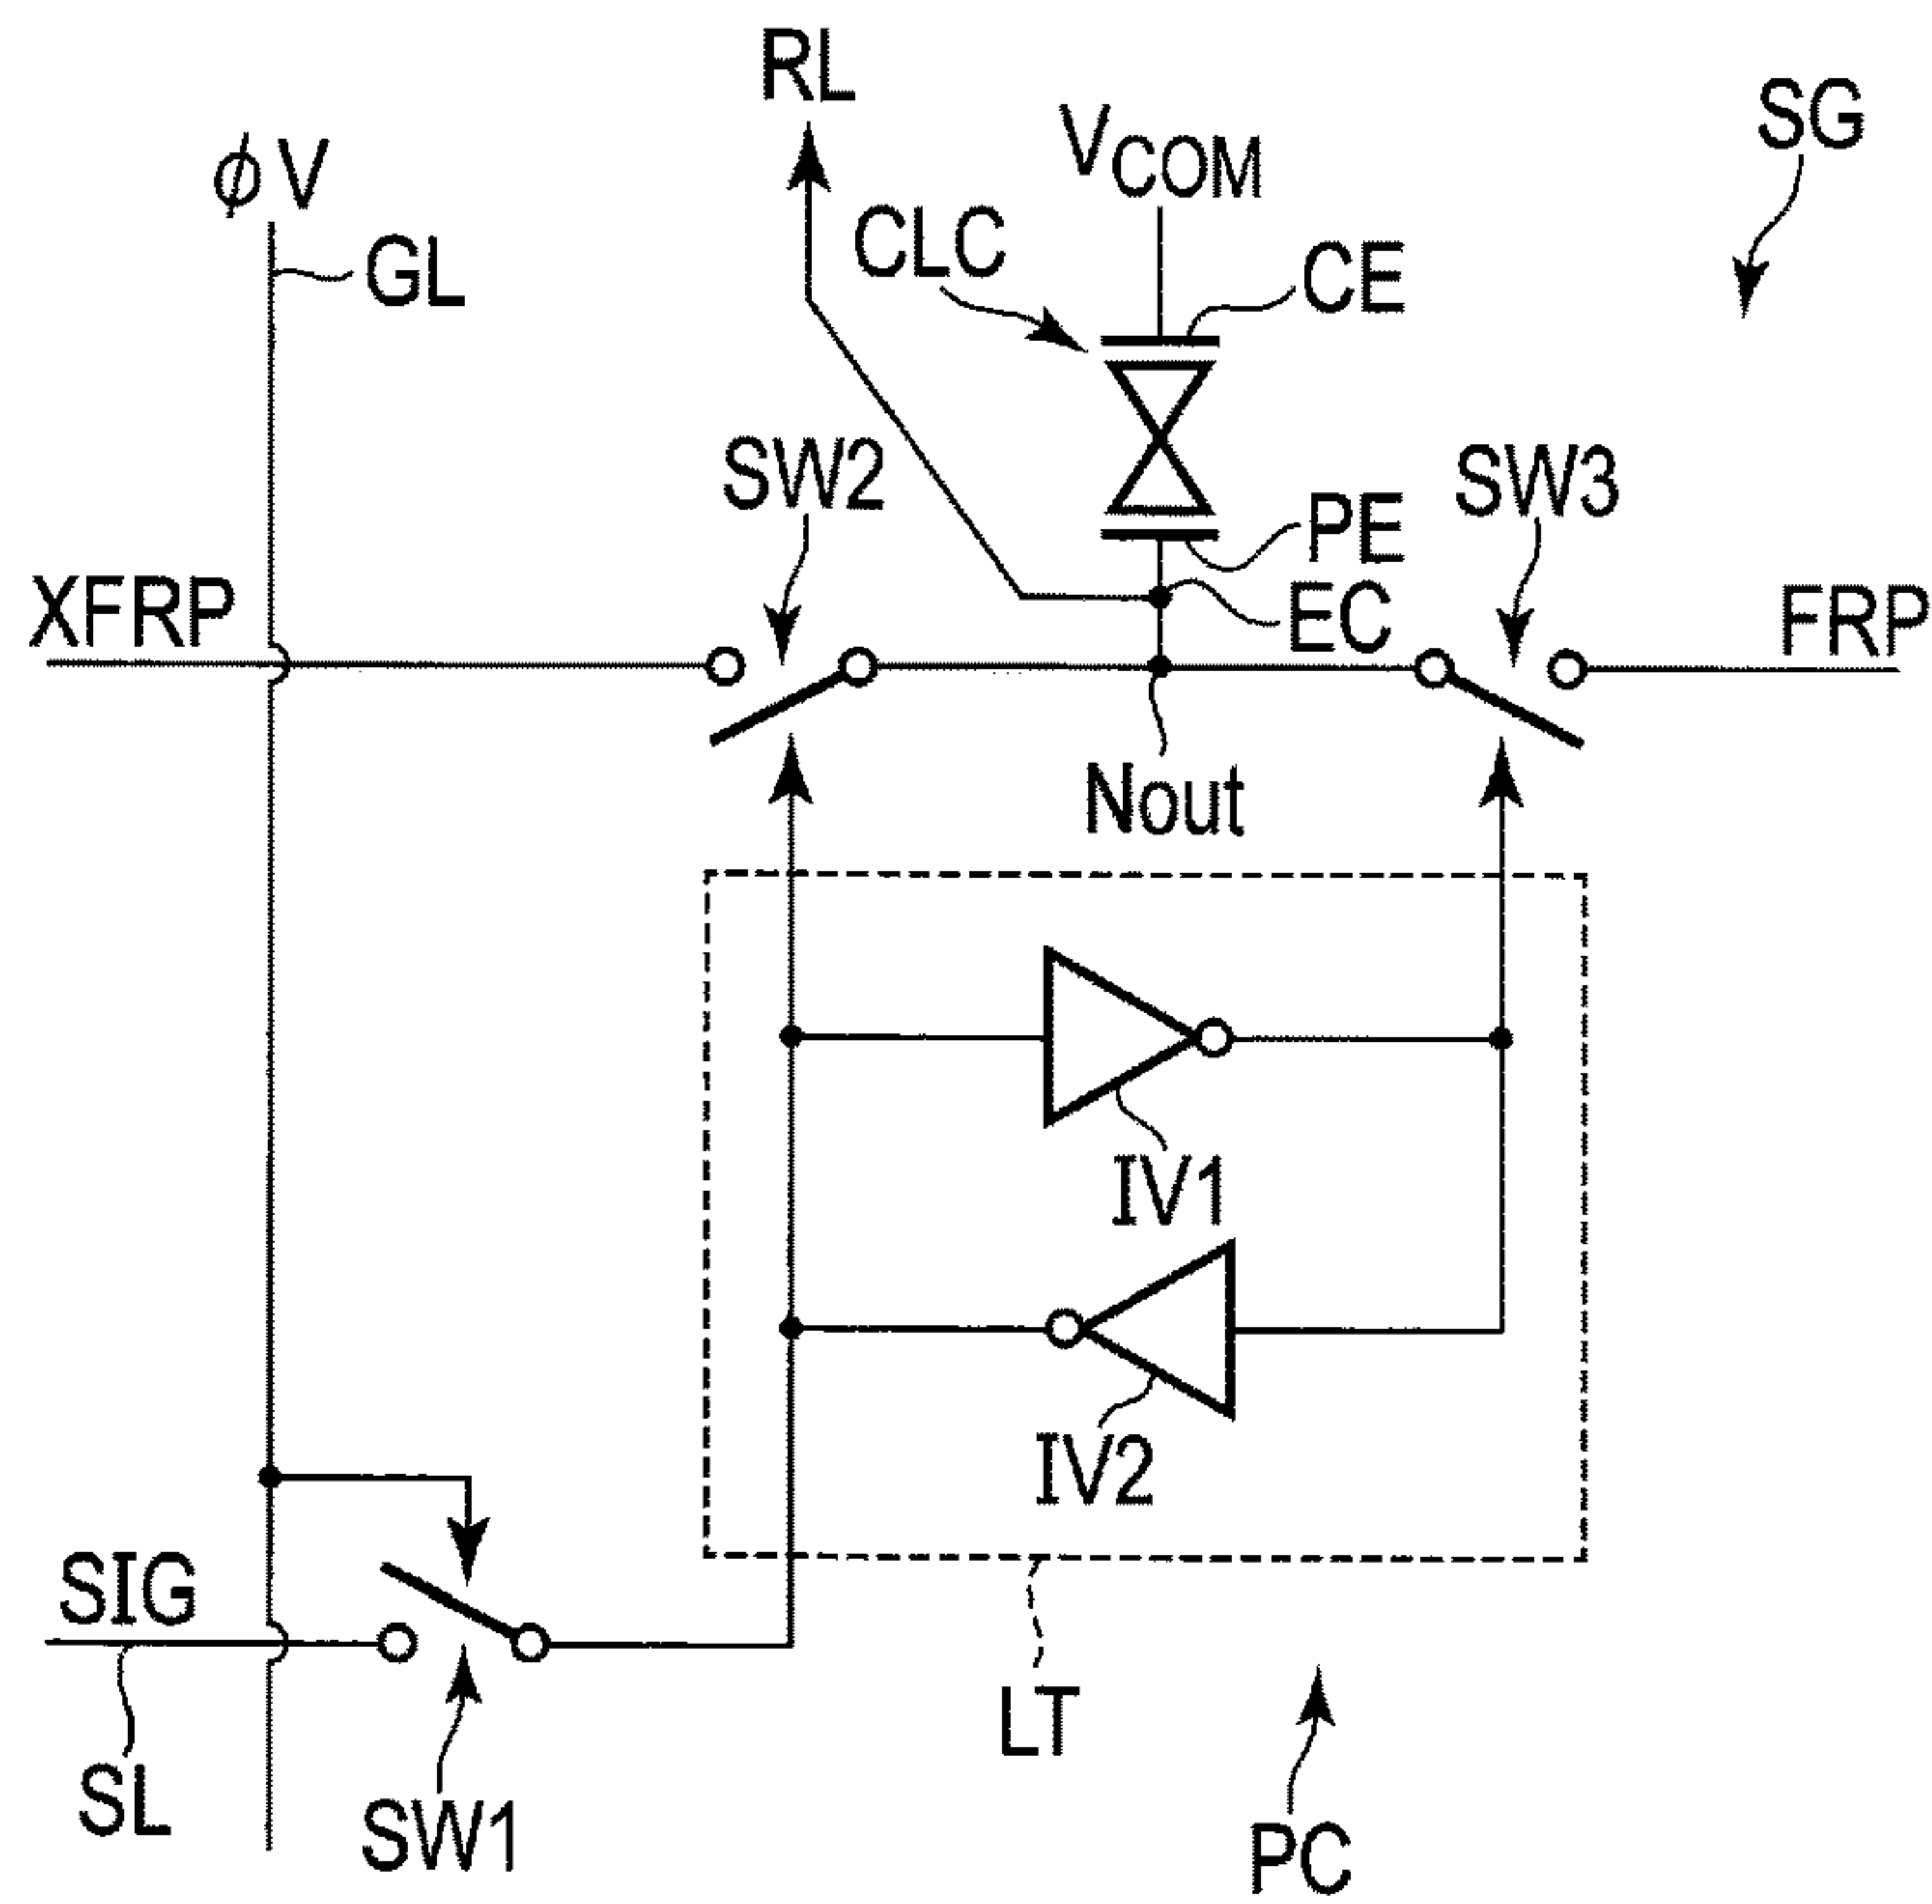 RL
SG
VCOM
ϕV
CLC
GL
CE
SW2
SW3
PE
XFRP
EC
FRP
Nout
IV1
IV2
SIG
LT
SL
SW1
PC